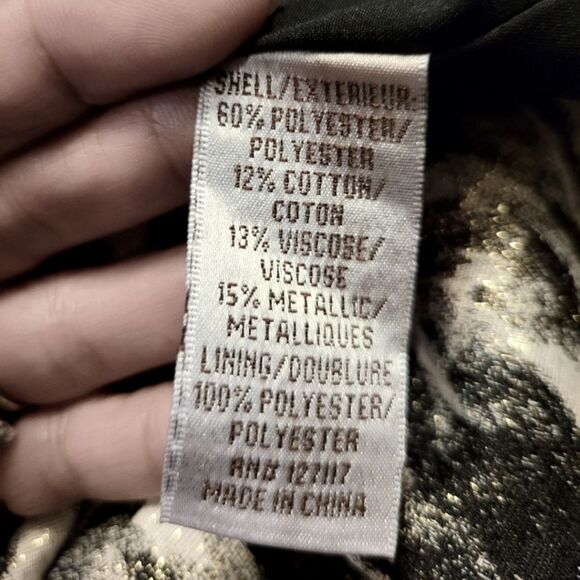 SHELL/EXTERIEUR:
60% POLYESTER/
POLYESTER
12% COTTON/
COTON
13% VISCOSE/
VISCOSE
15% METALLIC/
METALLIQUES
LINING/DOUBLURE
100% POLYESTER/
POLYESTER
RN# 127117
MADE IN CHINA